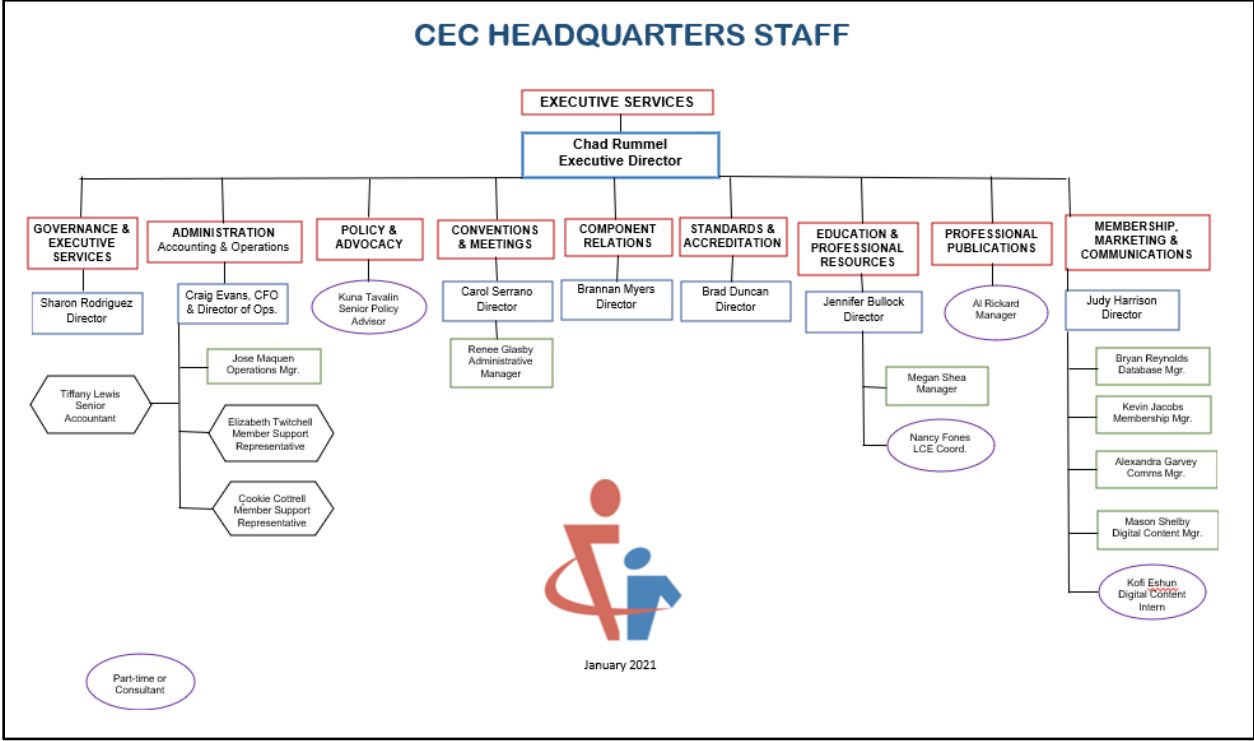 CEC HEADQUARTERS STAFF
EXECUTIVE SERVICES
Chad Rummel
Executive Director
GOVERNANCE &
EXECUTIVE
SERVICES
Sharon Rodriguez
Director
ADMINISTRATION
Accounting & Operations
Craig Evans, CFO
& Director of Ops.
Jose Maquen
Operations Mgr.
Tiffany Lewis
Senior
Accountant
Elizabeth Twitchell
Member Support
Representative
Cookie Cottrell
Member Support
Representative
POLICY &
ADVOCACY
Kuna Tavalin
Senior Policy
Advisor
CONVENTIONS
& MEETINGS
Carol Serrano
Director
Renee Glasby
Administrative
Manager
COMPONENT
RELATIONS
Brannan Myers
Director
STANDARDS &
ACCREDITATION
Brad Duncan
Director
EDUCATION &
PROFESSIONAL
RESOURCES
Jennifer Bullock
Director
Megan Shea
Manager
Nancy Fones
LCE Coord.
PROFESSIONAL
PUBLICATIONS
Al Rickard
Manager
MEMBERSHIP,
MARKETING &
COMMUNICATIONS
Judy Harrison
Director
Bryan Reynolds
Database Mgr.
Kevin Jacobs
Membership Mgr.
Alexandra Garvey
Comms Mgr.
Mason Shelby
Digital Content Mgr.
Kofi Eshun
Digital Content
Intern
January 2021
Part-time or
Consultant